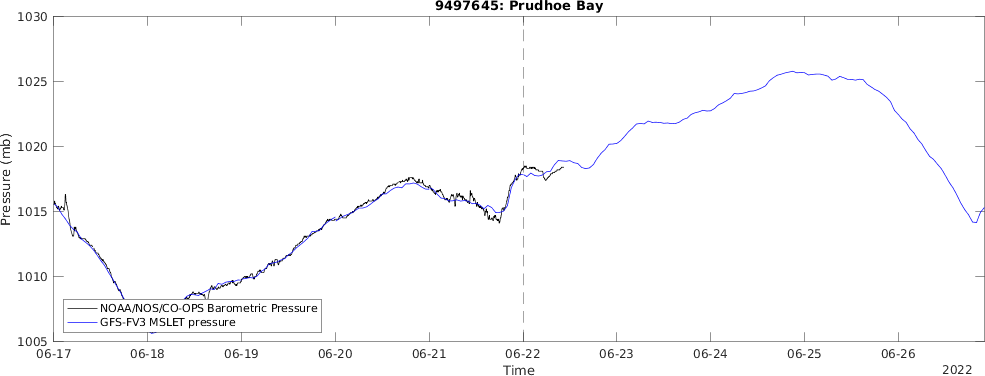 9497645: Prudhoe Bay
1030
1025
1020
1015
1010
1005
Pressure (mb)
NOAA/NOS/CO-OPS Barometric Pressure
GFS-FV3 MSLET pressure
06-17 06-18 06-19 06-20 06-21 06-22 06-23 06-24 06-25 06-26
Time
2022